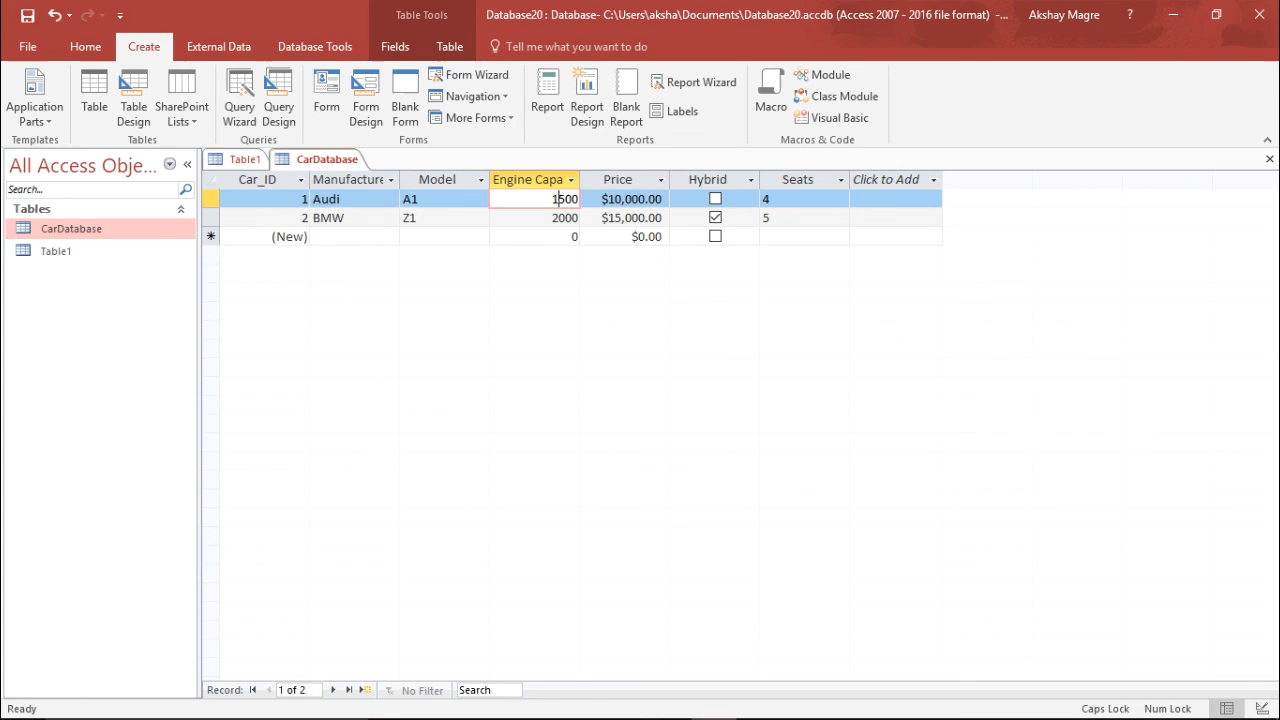 Table Tools
Database20 : Database- C:\Users\aksha\Documents\Database20.accdb (Access 2007 - 2016 file format) -...
Akshay Magre
?
File Home Create External Data Database Tools Fields Table Tell me what you want to do
Application Parts
Table
Table Design
SharePoint Lists
Query Wizard
Query Design
Form
Form Design
Blank Form
Form Wizard
Navigation
More Forms
Report
Report Design
Blank Report
Report Wizard
Labels
Macro
Module
Class Module
Visual Basic
Templates Tables Queries Forms Reports Macros & Code
All Access Obje...
Search...
Tables
CarDatabase
Table1
Table1 CarDatabase
Car_ID Manufacture Model Engine Capa Price Hybrid Seats Click to Add
1 Audi A1 1500 $10,000.00 4
2 BMW Z1 2000 $15,000.00 5
(New) 0 $0.00
Record: 1 of 2 No Filter Search
Ready Caps Lock Num Lock